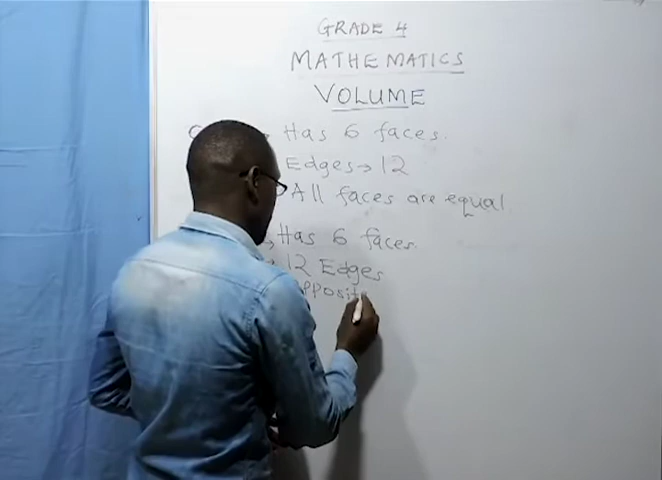 GRADE 4
MATHEMATICS
VOLUME
Has 6 faces.
Edges → 12
All faces are equal
→ Has 6 faces.
12 Edges